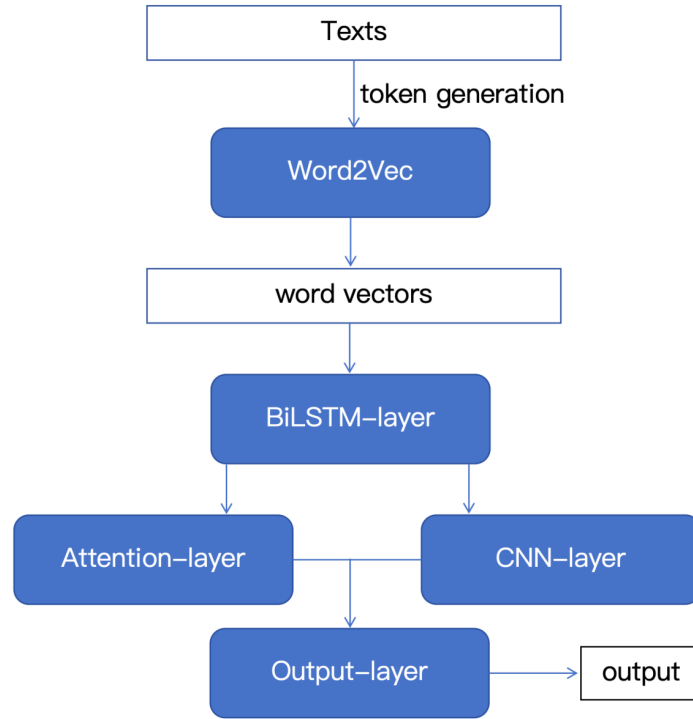 Texts
token generation
Word2Vec
word vectors
BiLSTM-layer
Attention-layer
CNN-layer
Output-layer
output